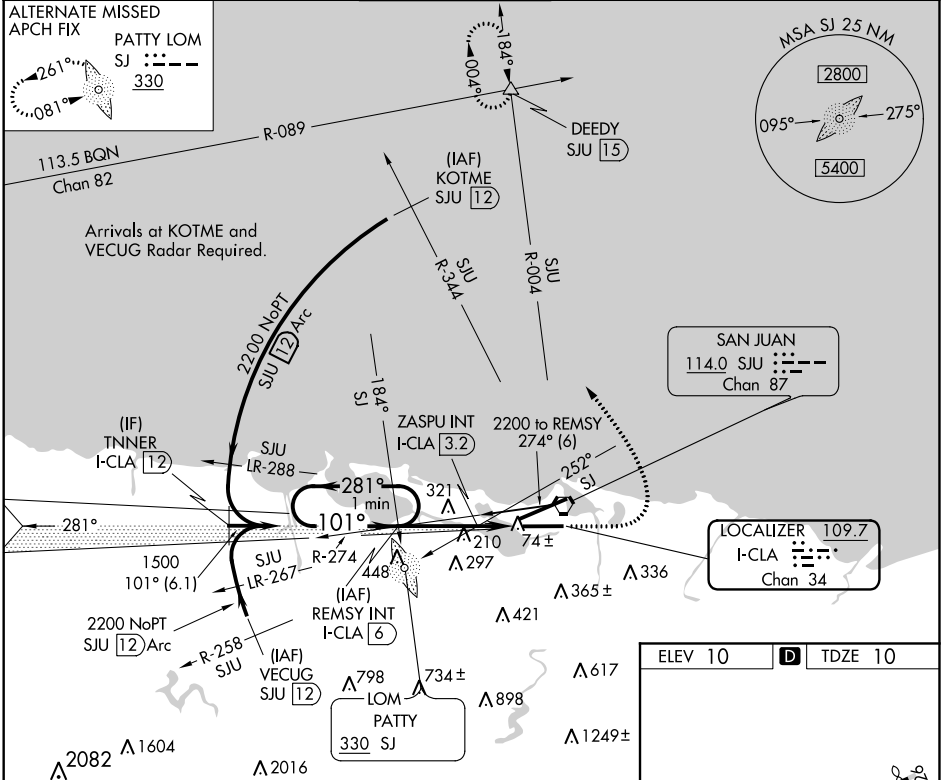 ALTERNATE MISSED
APCH FIX
PATTY LOM
SJ
330
261°
081°
184°
004°
MSA SJ 25 NM
2800
095°
275°
5400
R-089
DEEDY
SJU 15
113.5 BQN
Chan 82
(IAF)
KOTME
SJU 12
Arrivals at KOTME and
VECUG Radar Required.
SJU
R-344
SJU
R-004
2200 NoPT
SJU 12 Arc
SAN JUAN
114.0 SJU
Chan 87
184°
SJ
ZASPU INT
I-CLA 3.2
2200 to REMSY
274° (6)
(IF)
TNNER
I-CLA 12
SJU
LR-288
252°
SJ
281°
1 min
101°
321
281°
210
74±
LOCALIZER 109.7
I-CLA
Chan 34
1500
101° (6.1)
SJU
LR-267
R-274
448
297
336
365±
(IAF)
REMSY INT
I-CLA 6
421
2200 NoPT
SJU 12 Arc
R-258
SJU
(IAF)
VECUG
SJU 12
ELEV 10
D
TDZE 10
617
798
734±
898
LOM
PATTY
330 SJ
1249±
2082
1604
2016
26